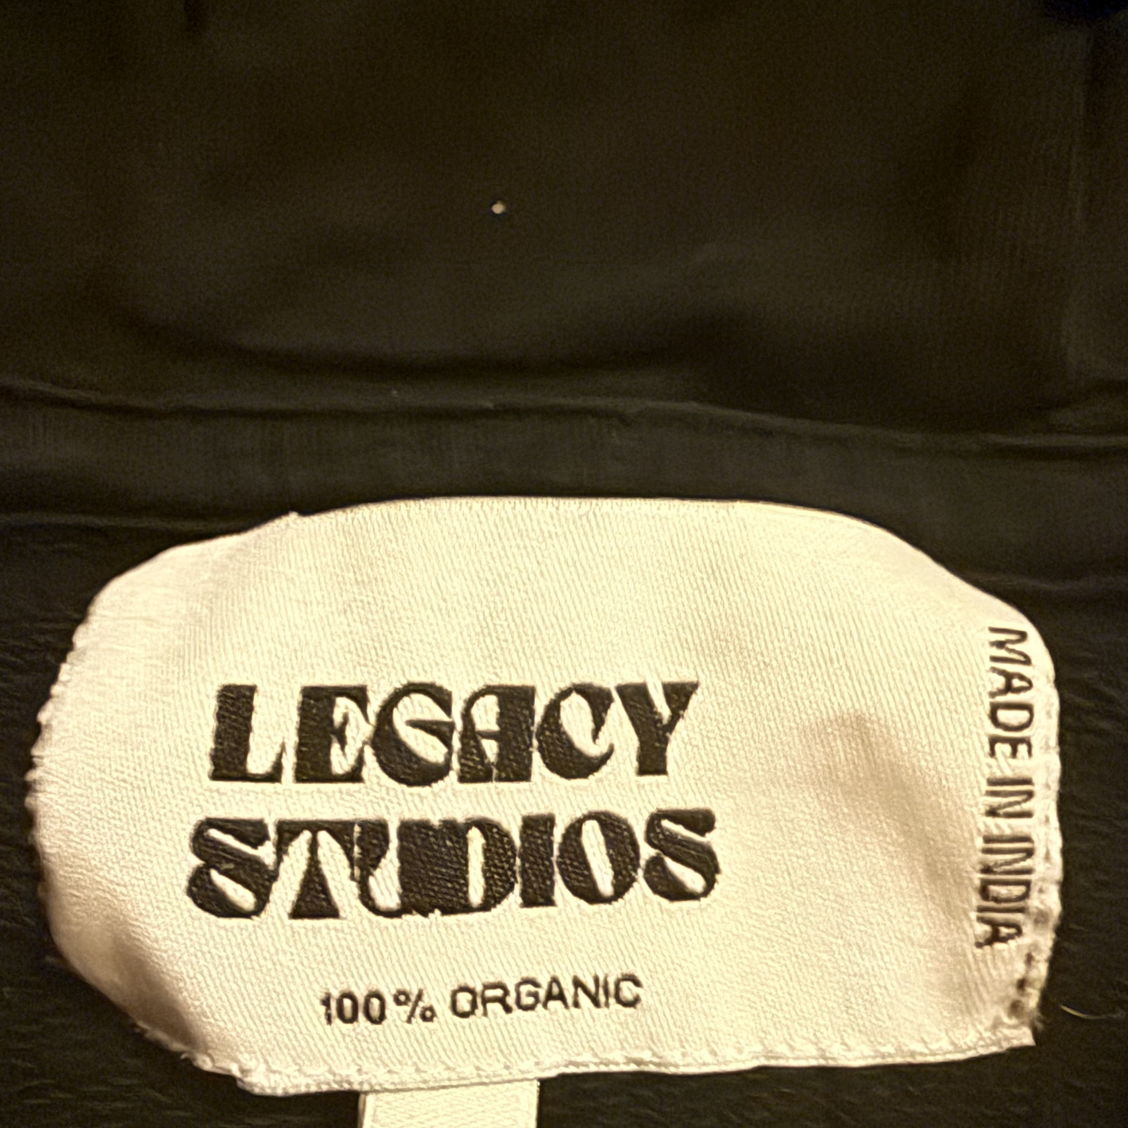 LEGACY
STUDIOS
100% ORGANIC
MADE IN INDIA